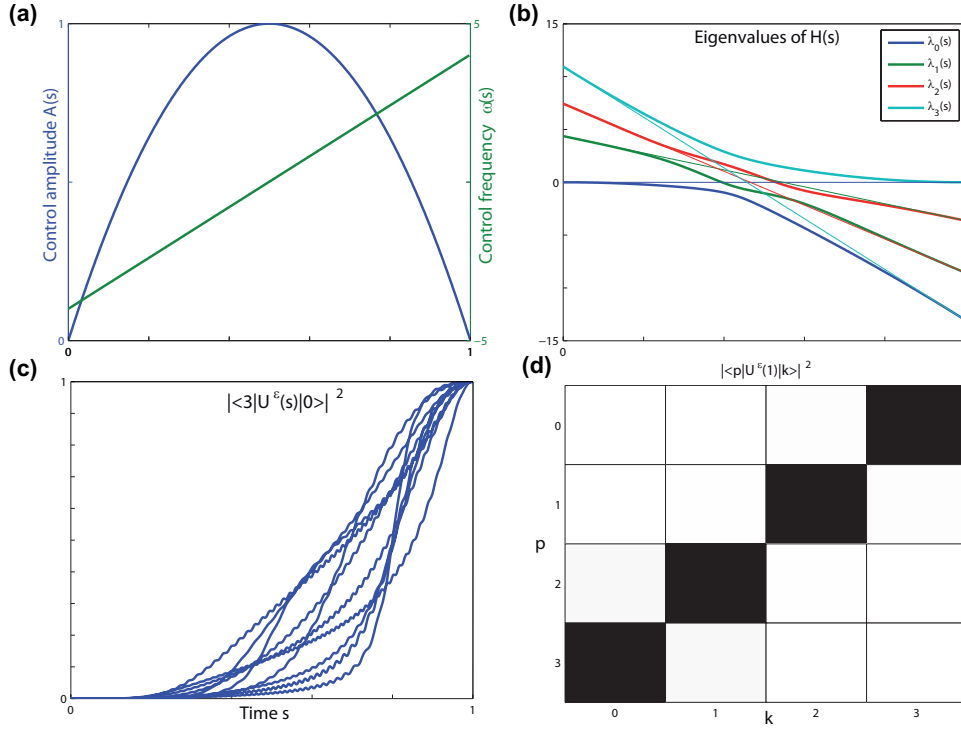 (a)
1
Control amplitude A(s)
0
0
1
5
Control frequency ω(s)
−5
(b)
15
Eigenvalues of H(s)
λ0(s)
λ1(s)
λ2(s)
λ3(s)
0
−15
0
(c)
1
|<3|U ε(s)|0>| 2
0
0
Time s
1
(d)
|<p|U ε(1)|k>| 2
0
1
p
2
3
0
1
k
2
3